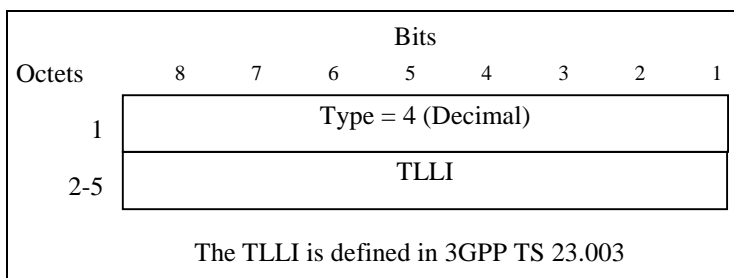 Bits
Octets 8 7 6 5 4 3 2 1
1 Type = 4 (Decimal)
2-5 TLLI
The TLLI is defined in 3GPP TS 23.003